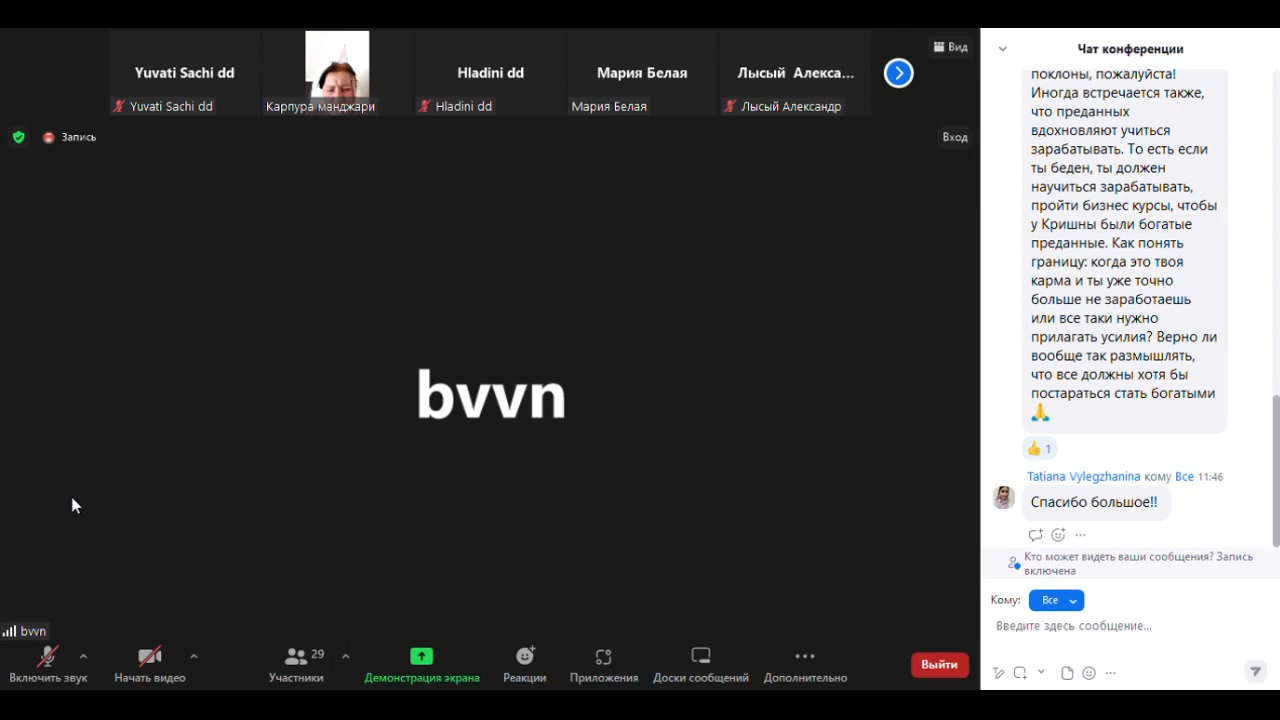 Yuvati Sachi dd
Hladini dd
Мария Белая
Лысый Алекса...
Вид
Yuvati Sachi dd
Карпура манджари
Hladini dd
Мария Белая
Лысый Александр
Запись
Вход
bvvn
bvvn
Включить звук
Начать видео
29
Участники
Демонстрация экрана
Реакции
Приложения
Доски сообщений
Дополнительно
Выйти
Чат конференции
поклоны, пожалуйста!
Иногда встречается также,
что преданных
вдохновляют учиться
зарабатывать. То есть если
ты беден, ты должен
научиться зарабатывать,
пройти бизнес курсы, чтобы
у Кришны были богатые
преданные. Как понять
границу: когда это твоя
карма и ты уже точно
больше не заработаешь
или все таки нужно
прилагать усилия? Верно ли
вообще так размышлять,
что все должны хотя бы
постараться стать богатыми
🙏
👍 1
Tatiana Vylegzhanina кому Все 11:46
Спасибо большое!!
Кто может видеть ваши сообщения? Запись
включена
Кому: Все
Введите здесь сообщение...